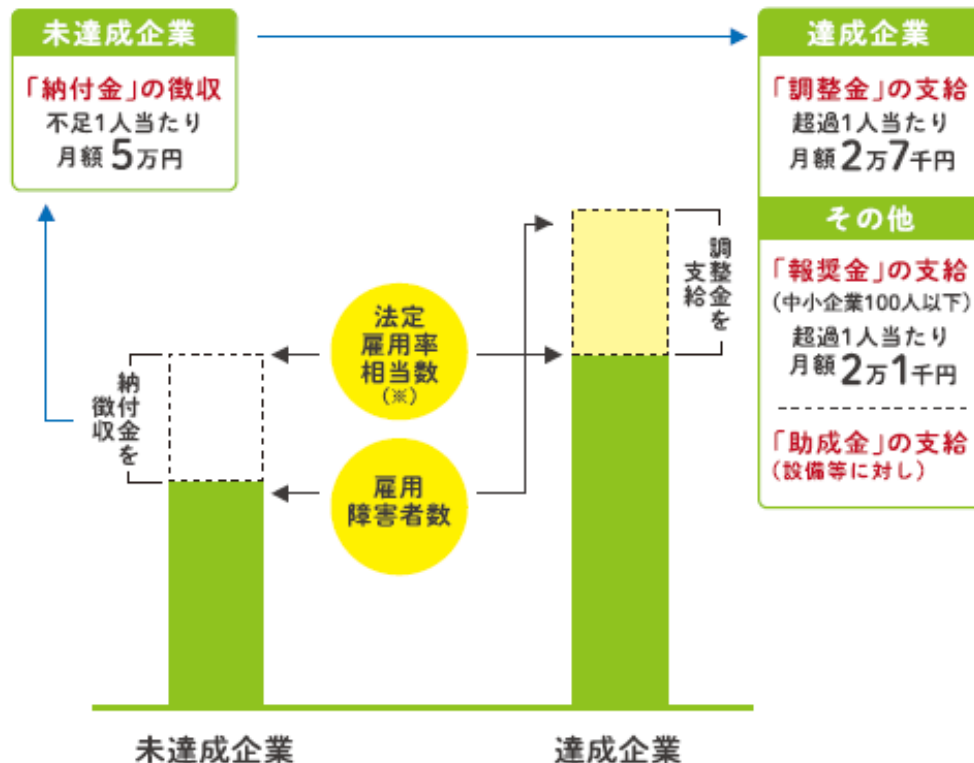 未達成企業
「納付金」の徴収
不足1人当たり
月額5万円
達成企業
「調整金」の支給
超過1人当たり
月額2万7千円
その他
「報奨金」の支給
(中小企業100人以下)
超過1人当たり
月額2万1千円
「助成金」の支給
(設備等に対し)
調整金を
支給
法定
雇用率
相当数
(※)
納付金を
徴収
雇用
障害者数
未達成企業
達成企業